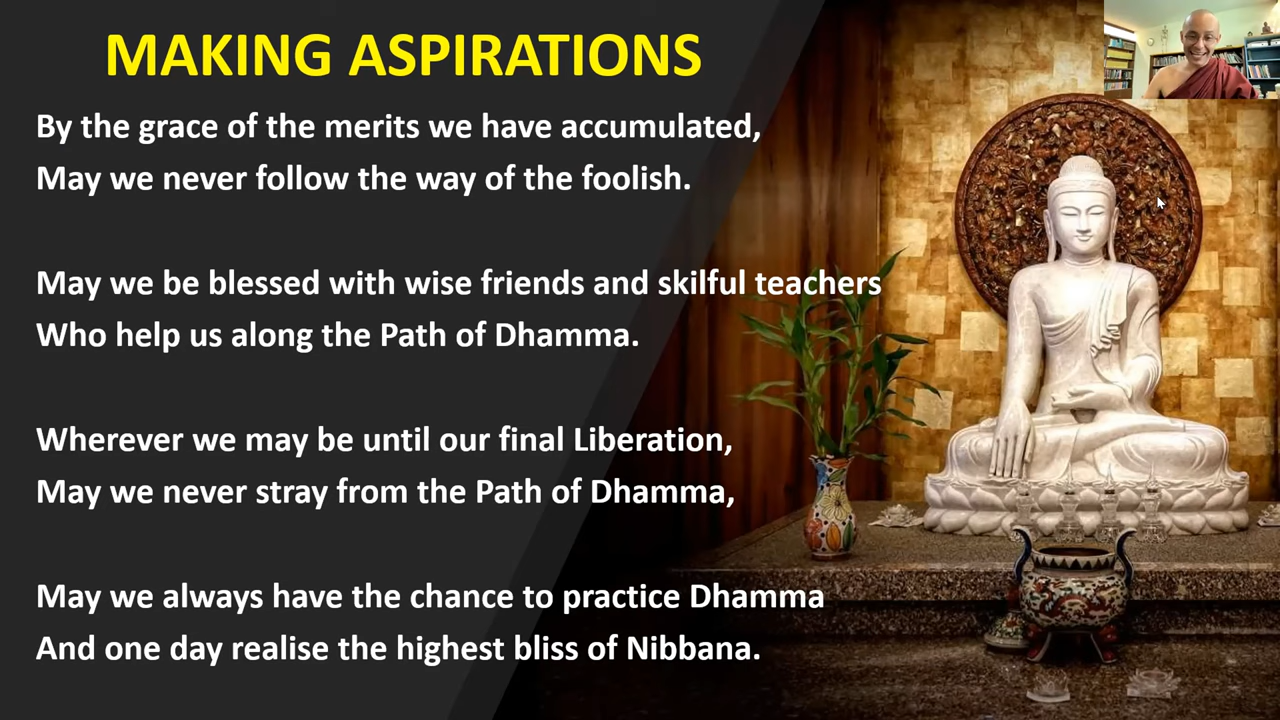 MAKING ASPIRATIONS
By the grace of the merits we have accumulated,
May we never follow the way of the foolish.
May we be blessed with wise friends and skilful teachers
Who help us along the Path of Dhamma.
Wherever we may be until our final Liberation,
May we never stray from the Path of Dhamma,
May we always have the chance to practice Dhamma
And one day realise the highest bliss of Nibbana.